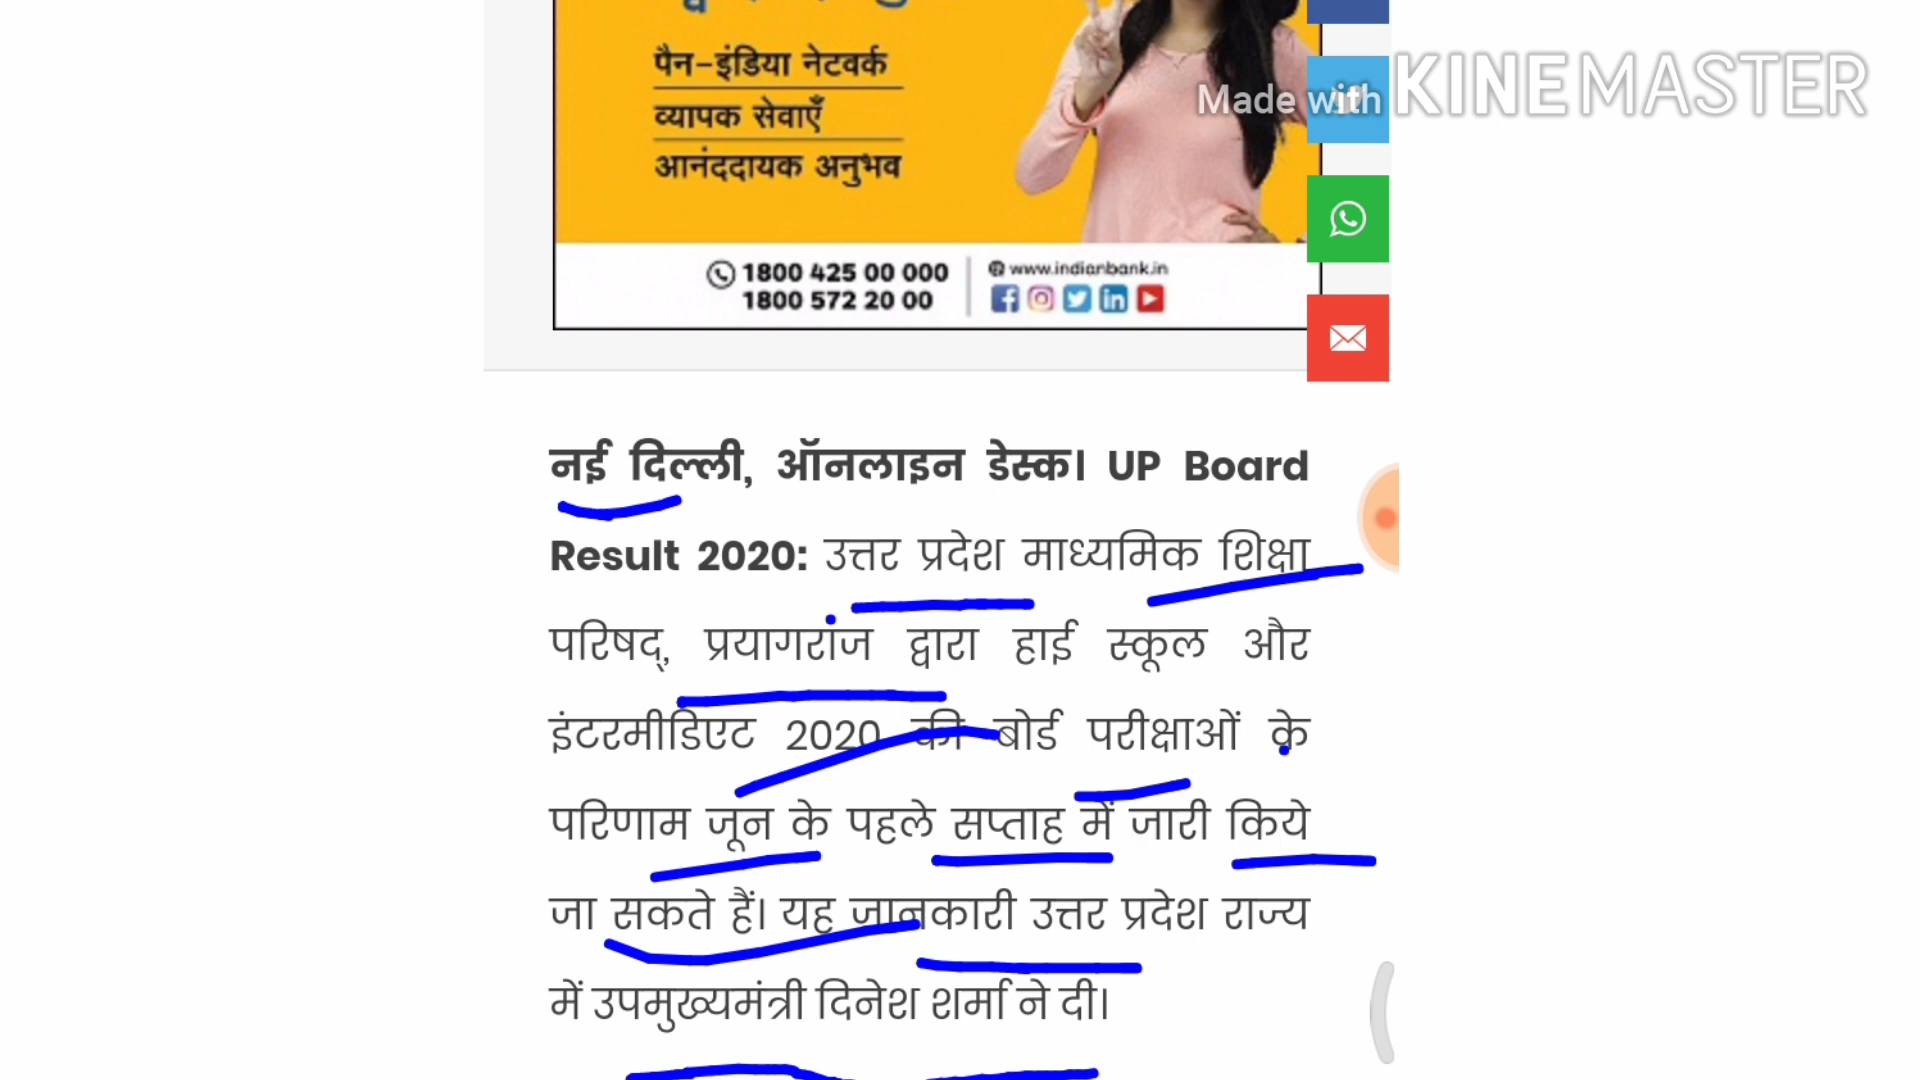 पैन-इंडिया नेटवर्क
व्यापक सेवाएँ
आनंददायक अनुभव
Made with KINEMASTER
1800 425 00 000
1800 572 20 00
www.indianbank.in
नई दिल्ली, ऑनलाइन डेस्क। UP Board
Result 2020: उत्तर प्रदेश माध्यमिक शिक्षा
परिषद्, प्रयागराज द्वारा हाई स्कूल और
इंटरमीडिएट 2020 की बोर्ड परीक्षाओं के
परिणाम जून के पहले सप्ताह में जारी किये
जा सकते हैं। यह जानकारी उत्तर प्रदेश राज्य
में उपमुख्यमंत्री दिनेश शर्मा ने दी।